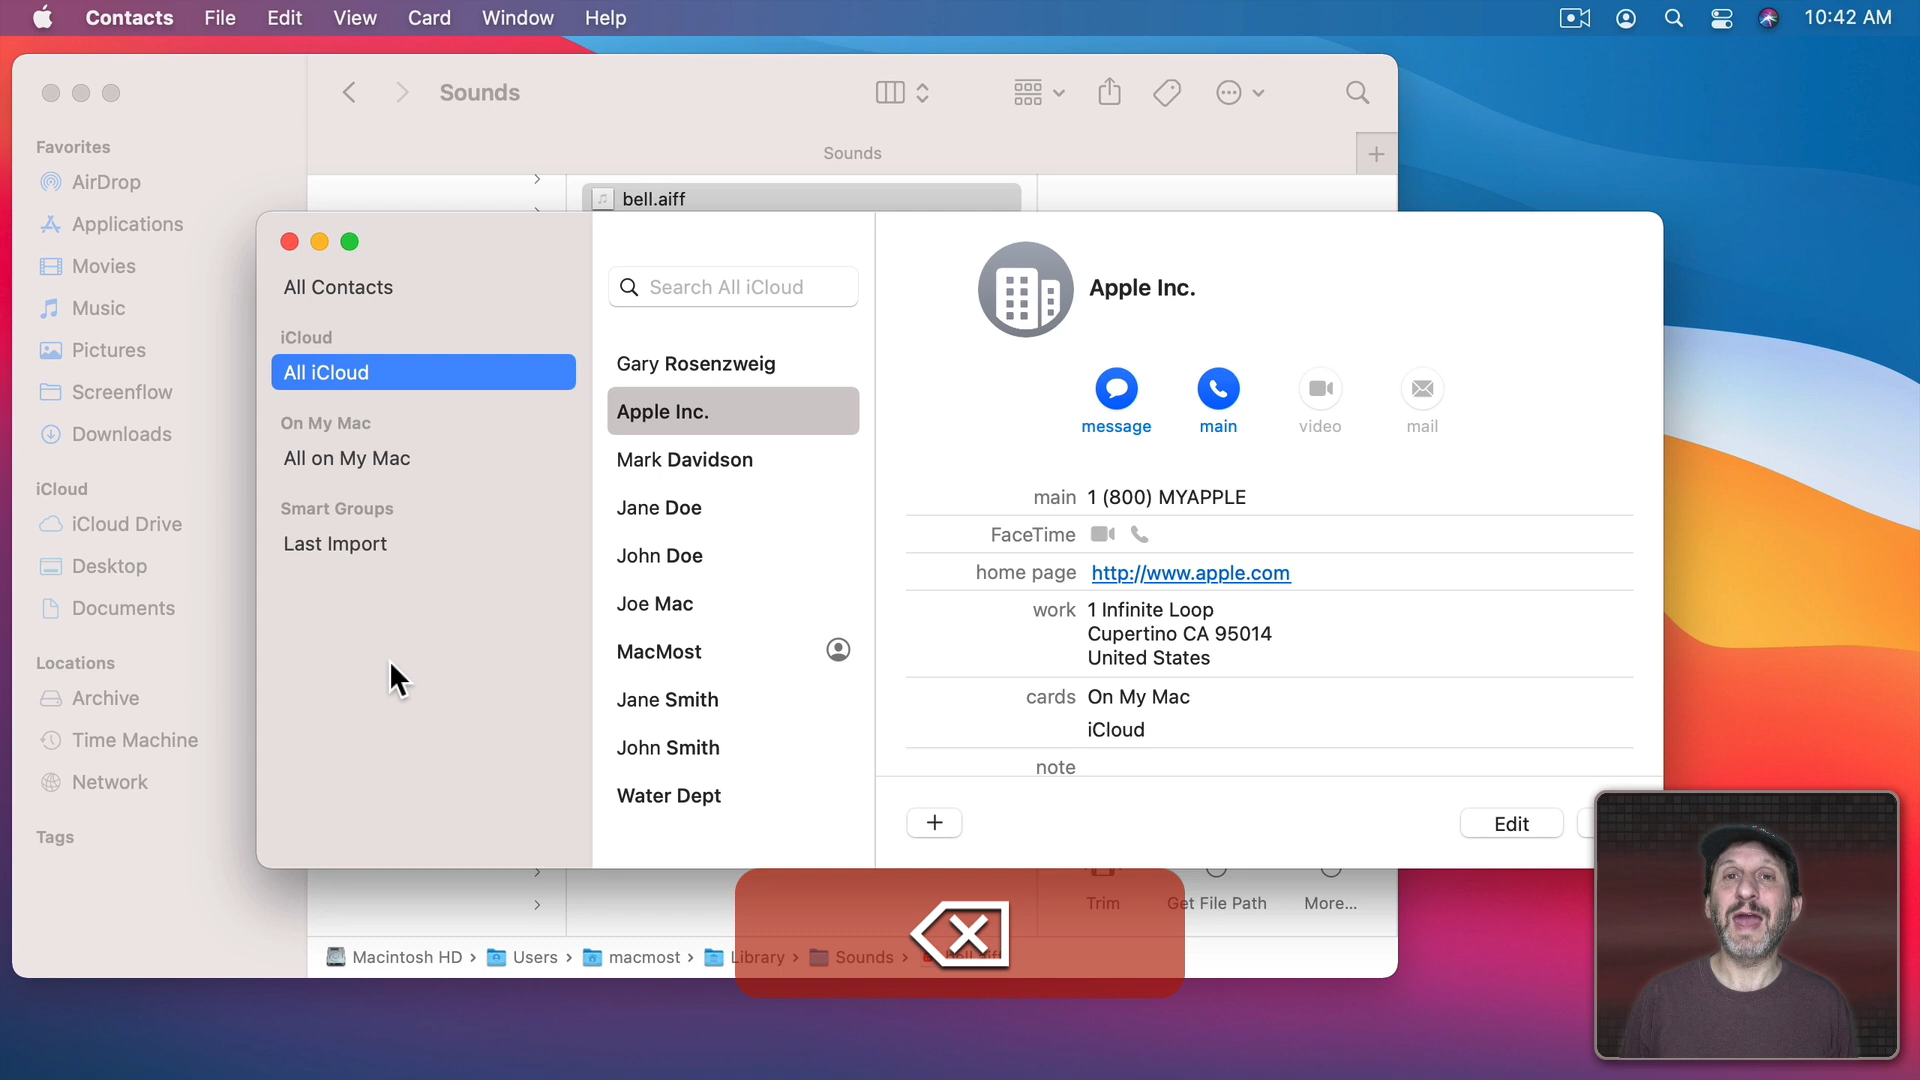 Contacts File Edit View Card Window Help 10:42 AM
Sounds
Sounds
Favorites
AirDrop
Applications
Movies
Music
Pictures
Screenflow
Downloads
iCloud
iCloud Drive
Desktop
Documents
Locations
Archive
Time Machine
Network
Tags
bell.aiff
All Contacts
iCloud
All iCloud
On My Mac
All on My Mac
Smart Groups
Last Import
Search All iCloud
Gary Rosenzweig
Apple Inc.
Mark Davidson
Jane Doe
John Doe
Joe Mac
MacMost
Jane Smith
John Smith
Water Dept
Apple Inc.
message main video mail
main 1 (800) MYAPPLE
FaceTime
home page http://www.apple.com
work 1 Infinite Loop
Cupertino CA 95014
United States
cards On My Mac
iCloud
note
Edit
Trim Get File Path More...
Macintosh HD › Users › macmost › Library › Sounds › bell.aiff